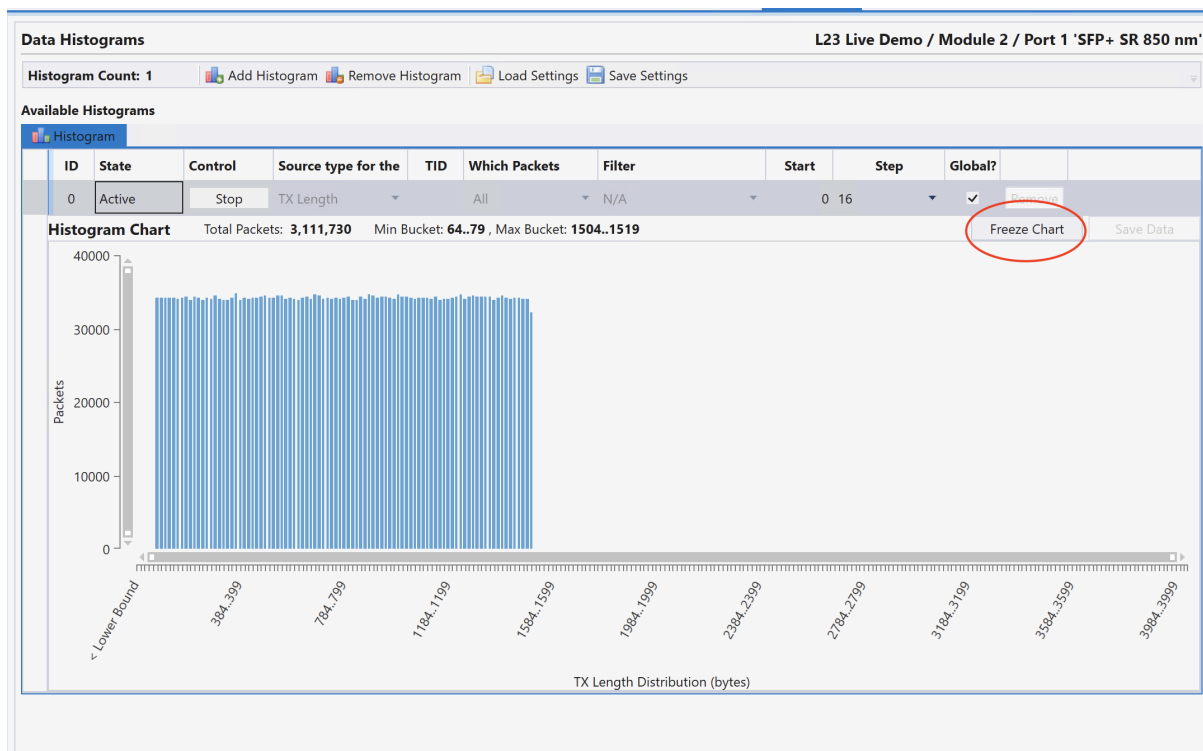 Data Histograms L23 Live Demo / Module 2 / Port 1 'SFP+ SR 850 nm'
Histogram Count: 1 Add Histogram Remove Histogram Load Settings Save Settings
Available Histograms
Histogram
ID State Control Source type for the TID Which Packets Filter Start Step Global?
0 Active Stop TX Length All N/A 0 16 Remove
Histogram Chart Total Packets: 3,111,730 Min Bucket: 64..79 , Max Bucket: 1504..1519 Freeze Chart Save Data
40000
30000
20000
10000
0
Packets
< Lower Bound 384..399 784..799 1184..1199 1584..1599 1984..1999 2384..2399 2784..2799 3184..3199 3584..3599 3984..3999
TX Length Distribution (bytes)